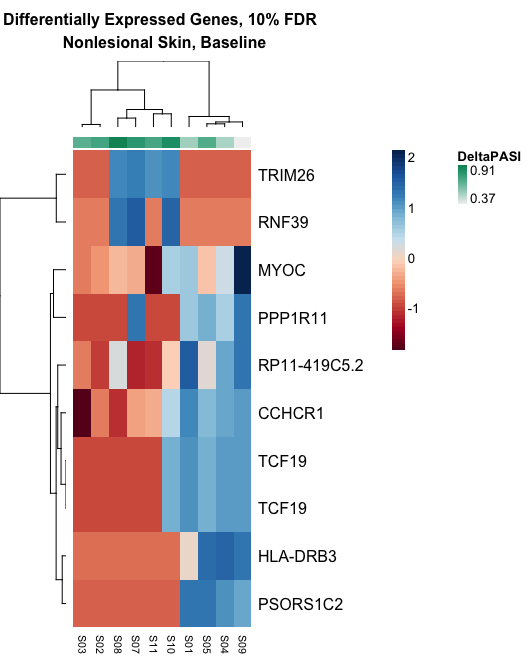 Differentially Expressed Genes, 10% FDR
Nonlesional Skin, Baseline
TRIM26
RNF39
MYOC
PPP1R11
RP11-419C5.2
CCHCR1
TCF19
TCF19
HLA-DRB3
PSORS1C2
S03 S02 S08 S07 S11 S10 S01 S05 S04 S09
2
1
0
-1
DeltaPASI
0.91
0.37